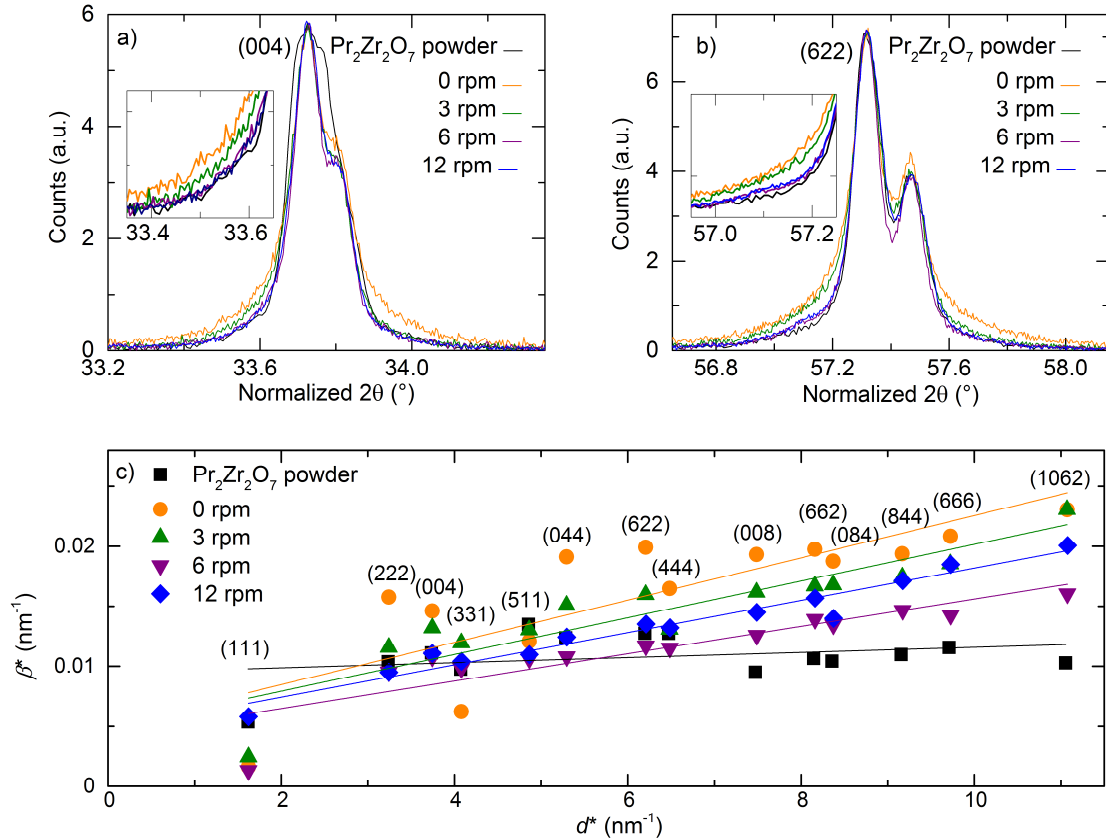 a)
(004)
Pr2Zr2O7 powder
0 rpm
3 rpm
6 rpm
12 rpm
33.4 33.6
6
4
2
0
Counts (a.u.)
33.2 33.6 34.0
Normalized 2θ (°)
b)
(622)
Pr2Zr2O7 powder
0 rpm
3 rpm
6 rpm
12 rpm
57.0 57.2
6
4
2
0
Counts (a.u.)
56.8 57.2 57.6 58.0
Normalized 2θ (°)
c)
Pr2Zr2O7 powder
0 rpm
3 rpm
6 rpm
12 rpm
(111)
(222)
(004)
(331)
(511)
(044)
(622)
(444)
(008)
(662)
(084)
(844)
(666)
(1062)
0.02
0.01
0
β* (nm-1)
0 2 4 6 8 10
d* (nm-1)